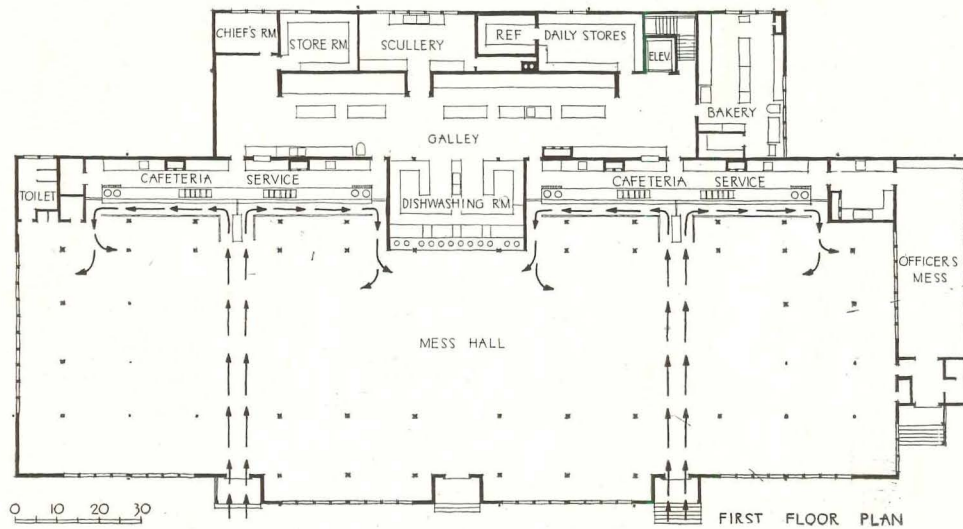 CHIEF'S RM.
STORE RM.
SCULLERY
REF
DAILY STORES
ELEV.
BAKERY
GALLEY
TOILET
CAFETERIA SERVICE
DISHWASHING RM.
CAFETERIA SERVICE
OFFICERS MESS
MESS HALL
0 10 20 30
FIRST FLOOR PLAN